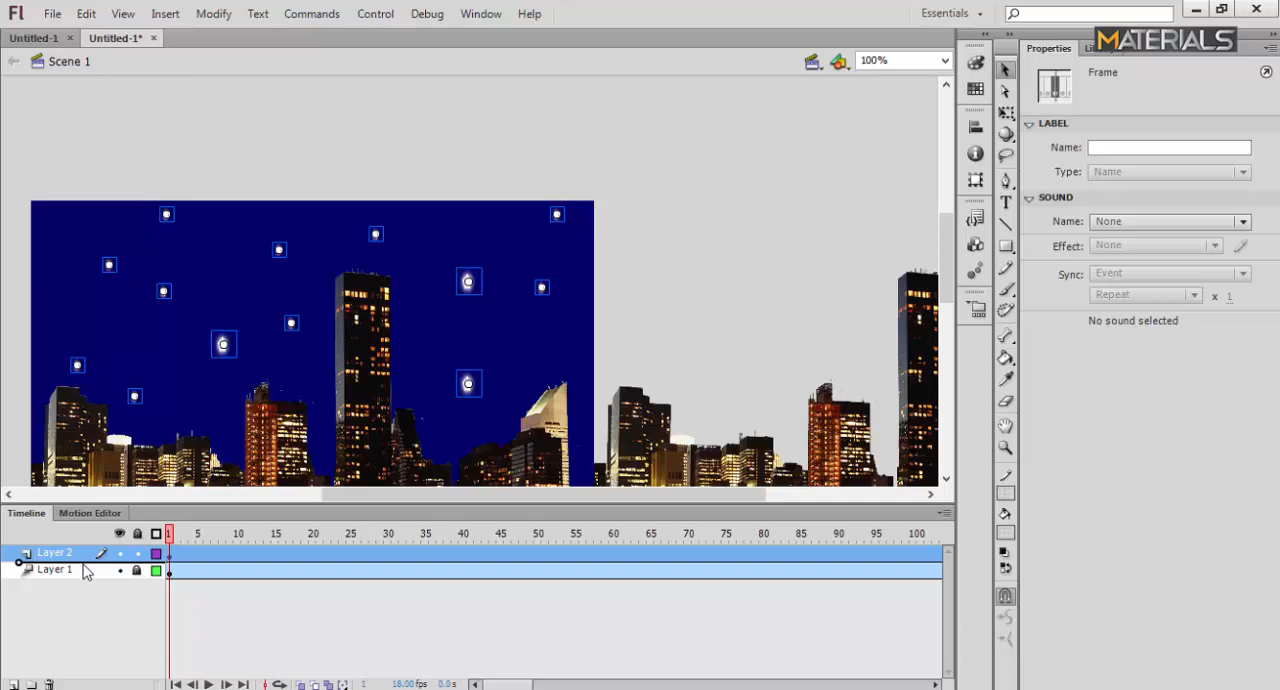 Fl File Edit View Insert Modify Text Commands Control Debug Window Help Essentials
Untitled-1 × Untitled-1* ×
MATERIALS
Properties
Scene 1
100%
Frame
LABEL
Name:
Type: Name
SOUND
Name: None
Effect: None
Sync: Event
Repeat x 1
No sound selected
Timeline Motion Editor
1 5 10 15 20 25 30 35 40 45 50 55 60 65 70 75 80 85 90 95 100
Layer 2
Layer 1
1 18.00 fps 0.0 s